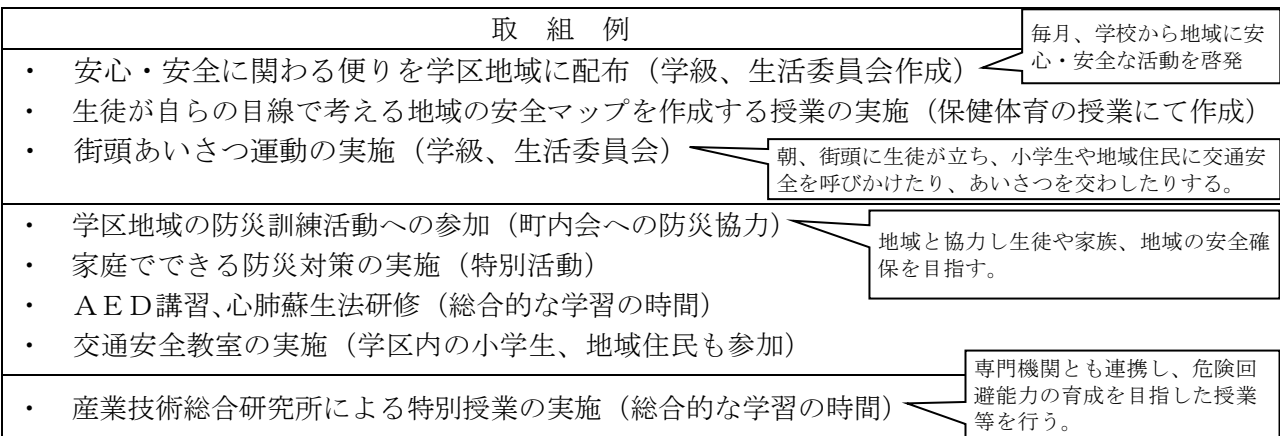 取 組 例
毎月、学校から地域に安
心・安全な活動を啓発
・ 安心・安全に関わる便りを学区地域に配布（学級、生活委員会作成）
・ 生徒が自らの目線で考える地域の安全マップを作成する授業の実施（保健体育の授業にて作成）
・ 街頭あいさつ運動の実施（学級、生活委員会）
朝、街頭に生徒が立ち、小学生や地域住民に交通安
全を呼びかけたり、あいさつを交わしたりする。
・ 学区地域の防災訓練活動への参加（町内会への防災協力）
地域と協力し生徒や家族、地域の安全確
保を目指す。
・ 家庭でできる防災対策の実施（特別活動）
・ ＡＥＤ講習､心肺蘇生法研修（総合的な学習の時間）
・ 交通安全教室の実施（学区内の小学生、地域住民も参加）
専門機関とも連携し、危険回
避能力の育成を目指した授業
等を行う。
・ 産業技術総合研究所による特別授業の実施（総合的な学習の時間）